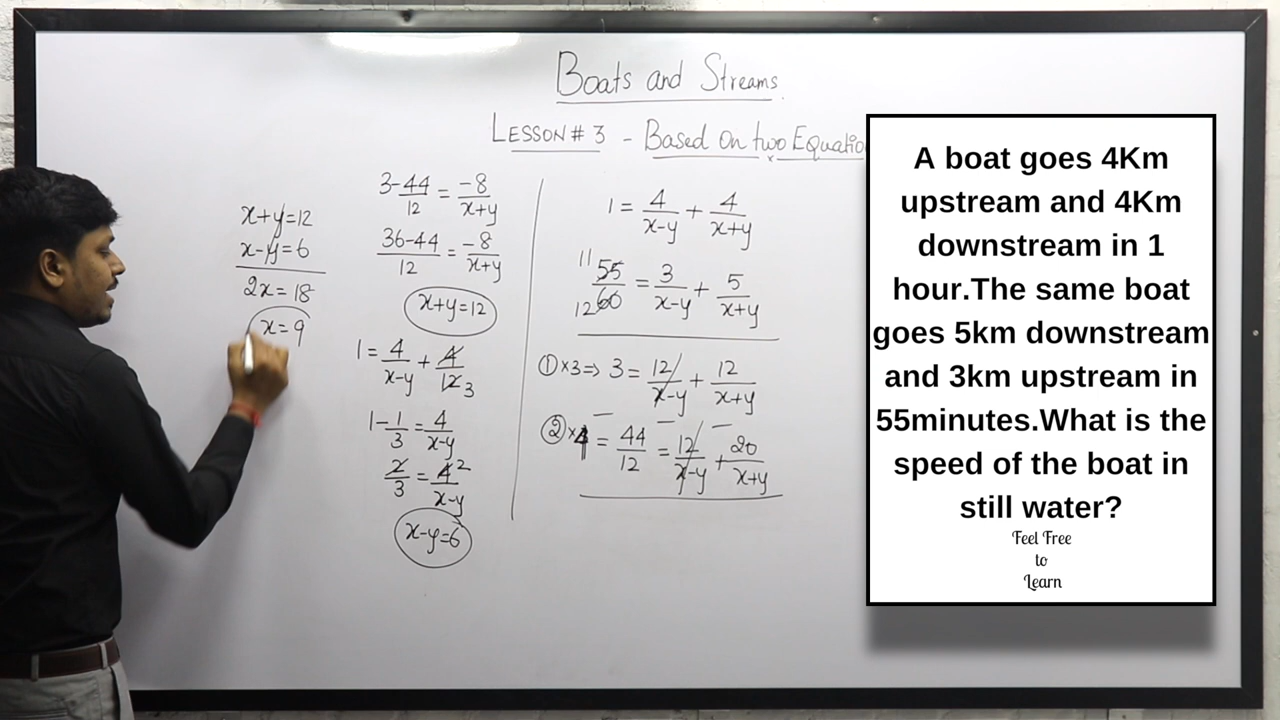 Boats and Streams
LESSON # 3 - Based on two Equatio
x+y=12
x-y=6
2x=18
x=9
3-44/12 = -8/x+y
36-44/12 = -8/x+y
x+y=12
1 = 4/x-y + 4/12 3
1-1/3 = 4/x-y
2/3 = 4 2/x-y
x-y=6
1 = 4/x-y + 4/x+y
11 55/12 60 = 3/x-y + 5/x+y
① ×3 => 3 = 12/x-y + 12/x+y
② ×4 = 44/12 = 12/x-y + 20/x+y
A boat goes 4Km
upstream and 4Km
downstream in 1
hour.The same boat
goes 5km downstream
and 3km upstream in
55minutes.What is the
speed of the boat in
still water?
Feel Free
to
Learn